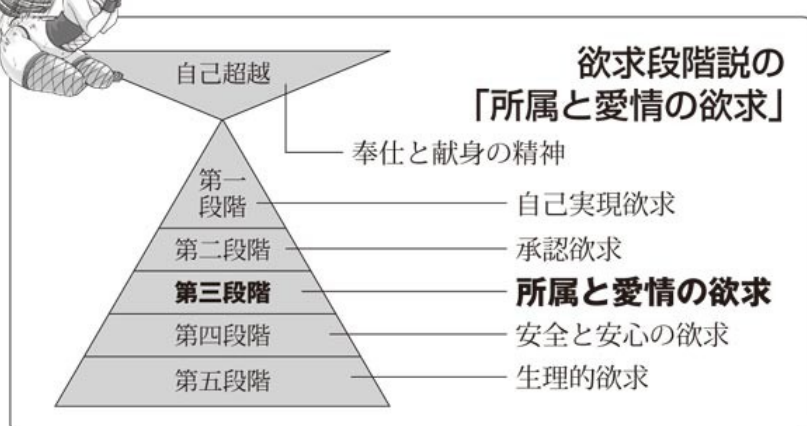 欲求段階説の
「所属と愛情の欲求」
自己超越
奉仕と献身の精神
第一
段階
自己実現欲求
第二段階
承認欲求
第三段階
所属と愛情の欲求
第四段階
安全と安心の欲求
第五段階
生理的欲求